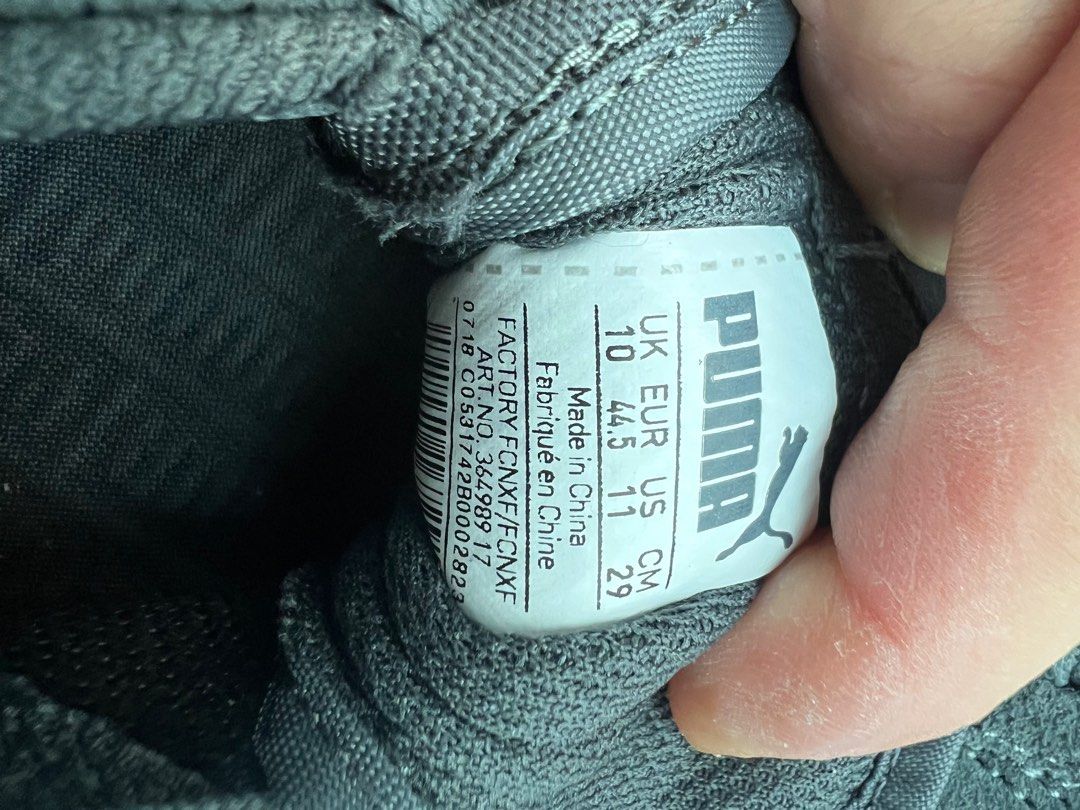 PUMA
UK EUR US CM
10 44.5 11 29
Made in China
Fabriqué en Chine
FACTORY.FCNXF/FCNXF
ART.NO. 364989 17
0718 C0531742B0002823